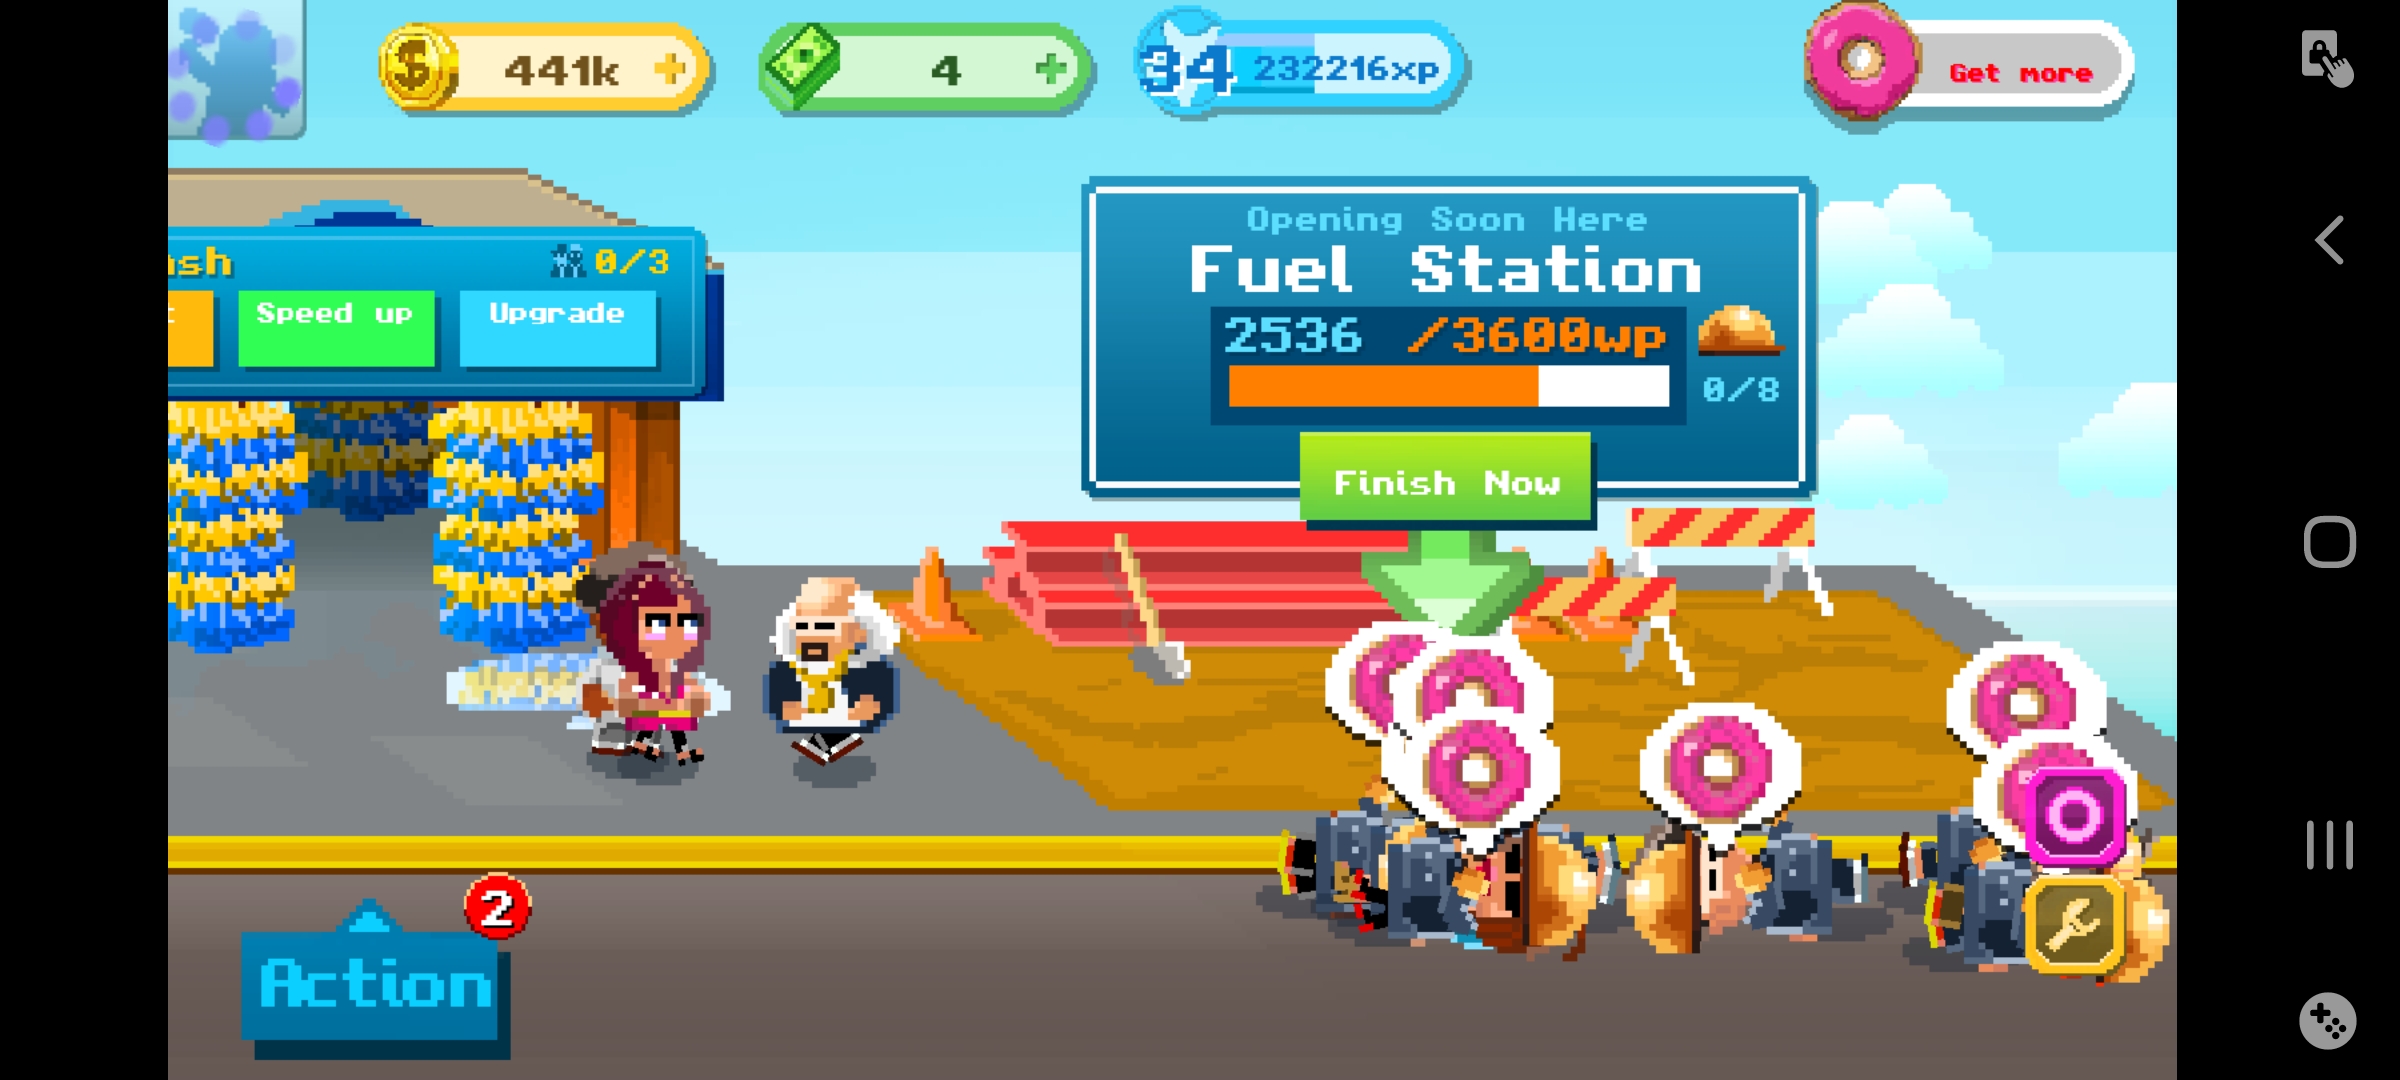 441k +
4 +
34 232216xp
Get more
0/3
Speed up
Upgrade
Opening Soon Here
Fuel Station
2536 /3600wp
0/8
Finish Now
2
Action